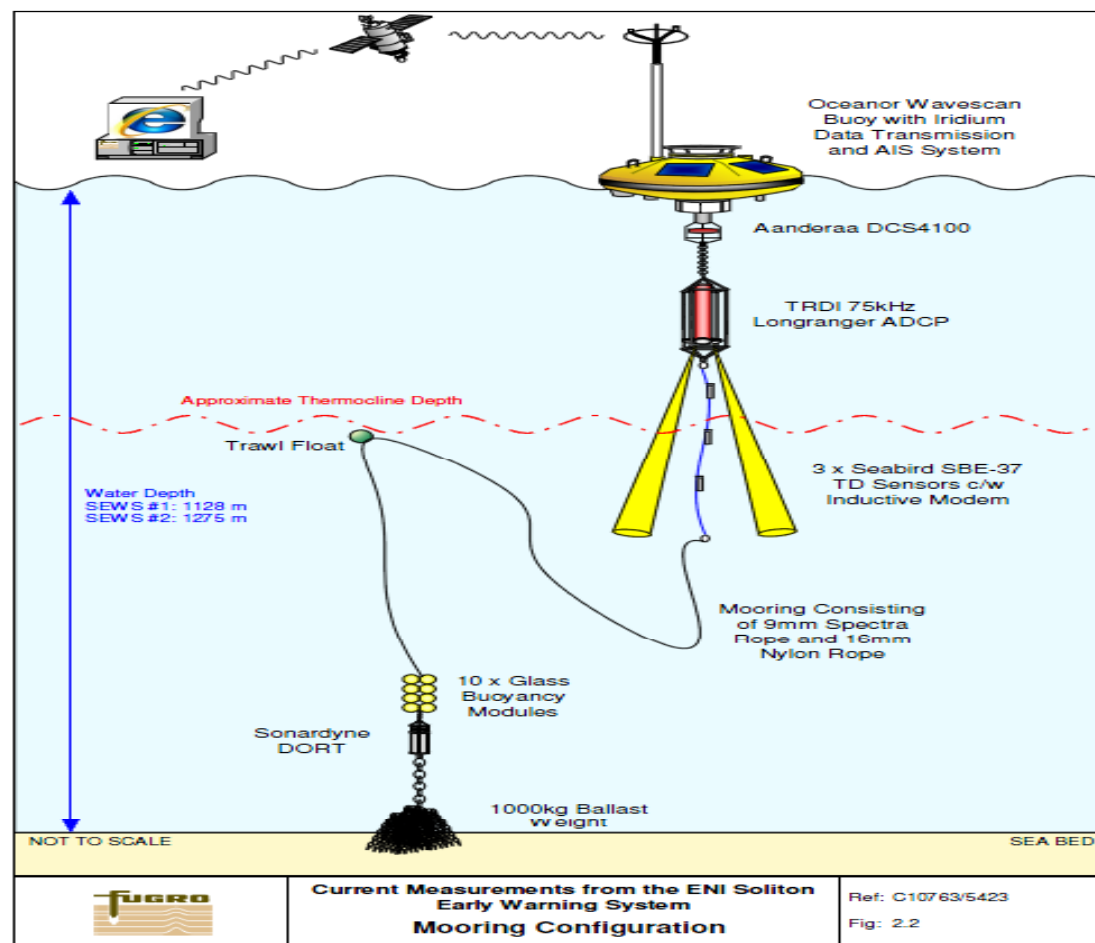 Oceanor Wavescan
Buoy with Iridium
Data Transmission
and AIS System
Aanderaa DCS4100
TRDI 75kHz
Longranger ADCP
Approximate Thermocline Depth
Trawl Float
3 x Seabird SBE-37
TD Sensors c/w
Inductive Modem
Water Depth
SEWS #1: 1128 m
SEWS #2: 1275 m
Mooring Consisting
of 9mm Spectra
Rope and 16mm
Nylon Rope
10 x Glass
Buoyancy
Modules
Sonardyne
DORT
1000kg Ballast
Weight
NOT TO SCALE
SEA BED
fugro
Current Measurements from the ENI Soliton
Early Warning System
Mooring Configuration
Ref: C10763/5423
Fig: 2.2